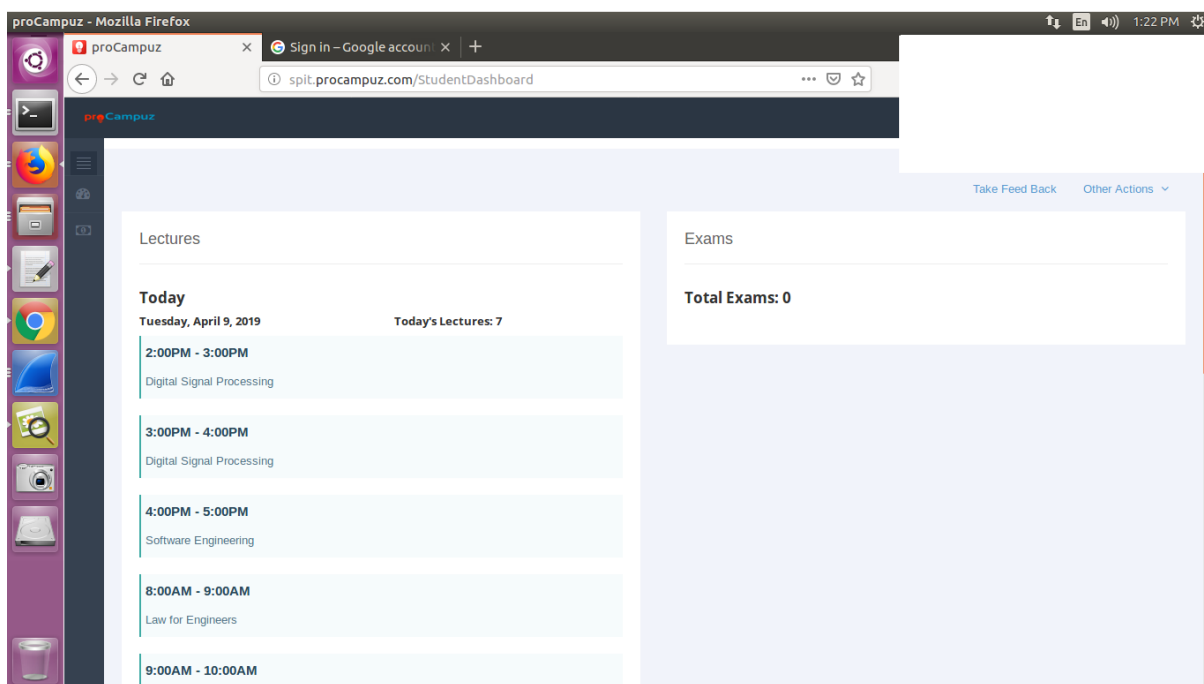 proCampuz - Mozilla Firefox
En 1:22 PM
proCampuz Sign in – Google account
spit.procampuz.com/StudentDashboard
proCampuz
Take Feed Back Other Actions
Lectures
Exams
Today
Total Exams: 0
Tuesday, April 9, 2019 Today's Lectures: 7
2:00PM - 3:00PM
Digital Signal Processing
3:00PM - 4:00PM
Digital Signal Processing
4:00PM - 5:00PM
Software Engineering
8:00AM - 9:00AM
Law for Engineers
9:00AM - 10:00AM